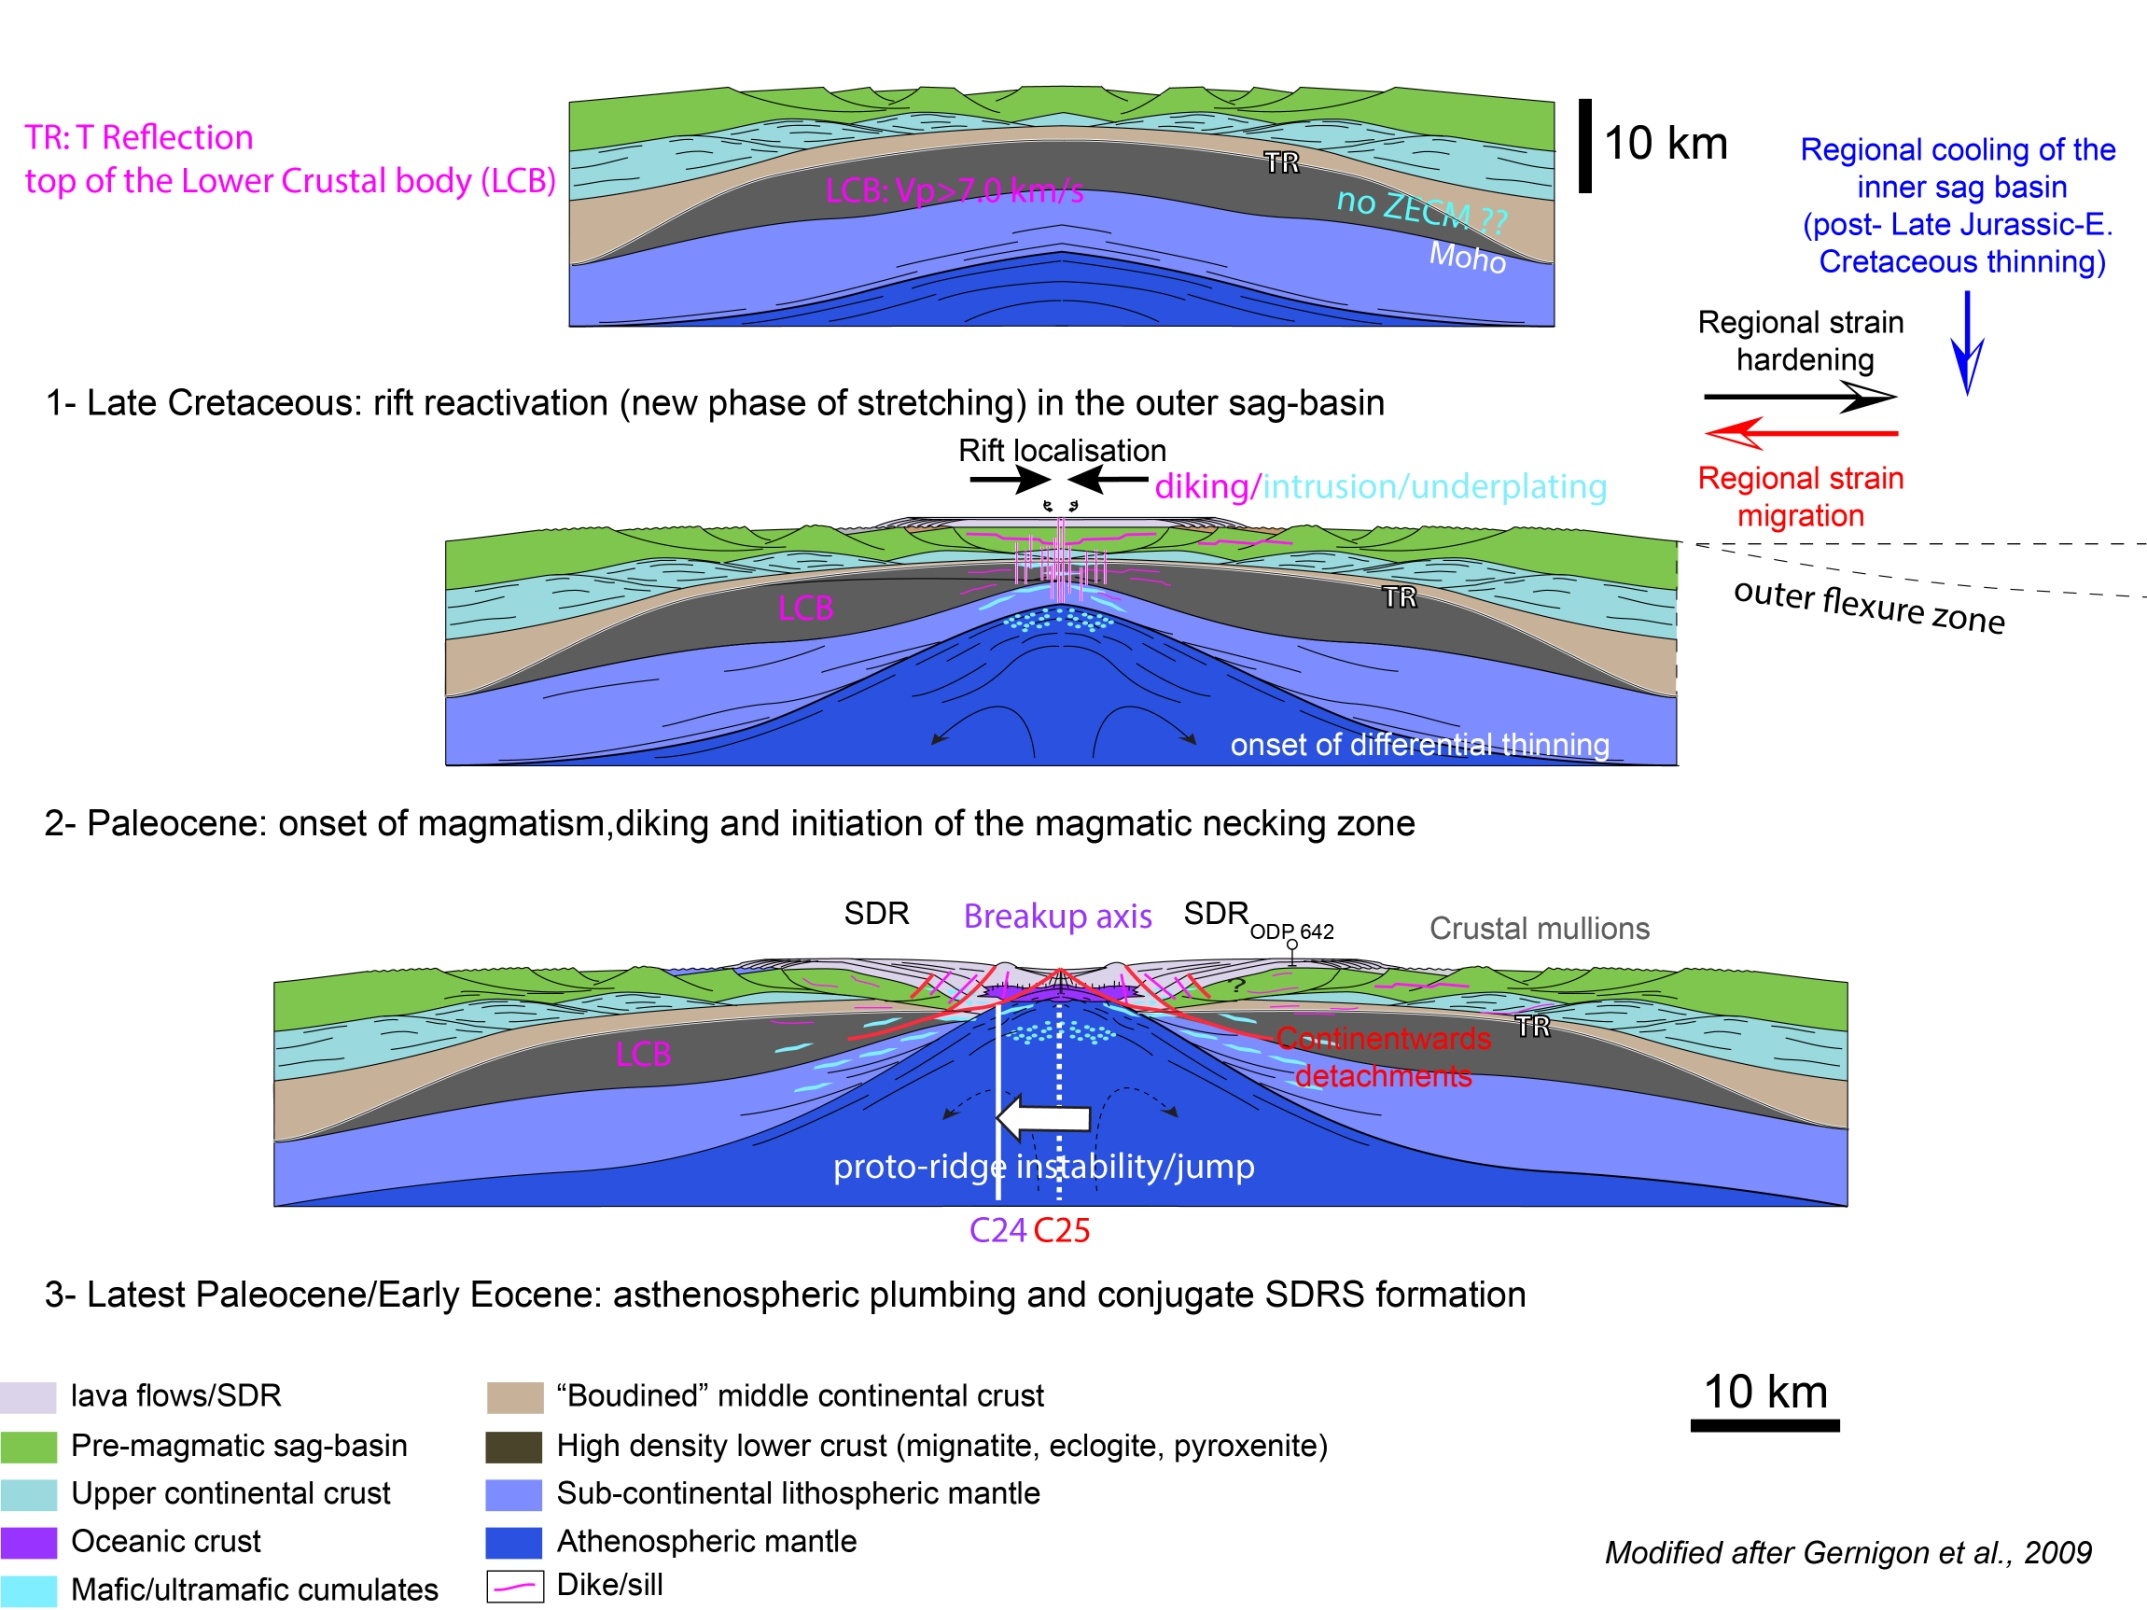 TR: T Reflection
top of the Lower Crustal body (LCB)
TR
LCB: Vp>7.0 km/s
no ZECM ??
Moho
10 km
Regional cooling of the
inner sag basin
(post- Late Jurassic-E.
Cretaceous thinning)
Regional strain
hardening
1- Late Cretaceous: rift reactivation (new phase of stretching) in the outer sag-basin
Regional strain
migration
Rift localisation
diking/intrusion/underplating
LCB
TR
outer flexure zone
onset of differential thinning
2- Paleocene: onset of magmatism,diking and initiation of the magmatic necking zone
SDR
Breakup axis
SDR
ODP 642
Crustal mullions
?
LCB
TR
Continentwards
detachments
proto-ridge instability/jump
C24 C25
3- Latest Paleocene/Early Eocene: asthenospheric plumbing and conjugate SDRS formation
lava flows/SDR
Pre-magmatic sag-basin
Upper continental crust
Oceanic crust
Mafic/ultramafic cumulates
“Boudined” middle continental crust
High density lower crust (mignatite, eclogite, pyroxenite)
Sub-continental lithospheric mantle
Athenospheric mantle
Dike/sill
10 km
Modified after Gernigon et al., 2009